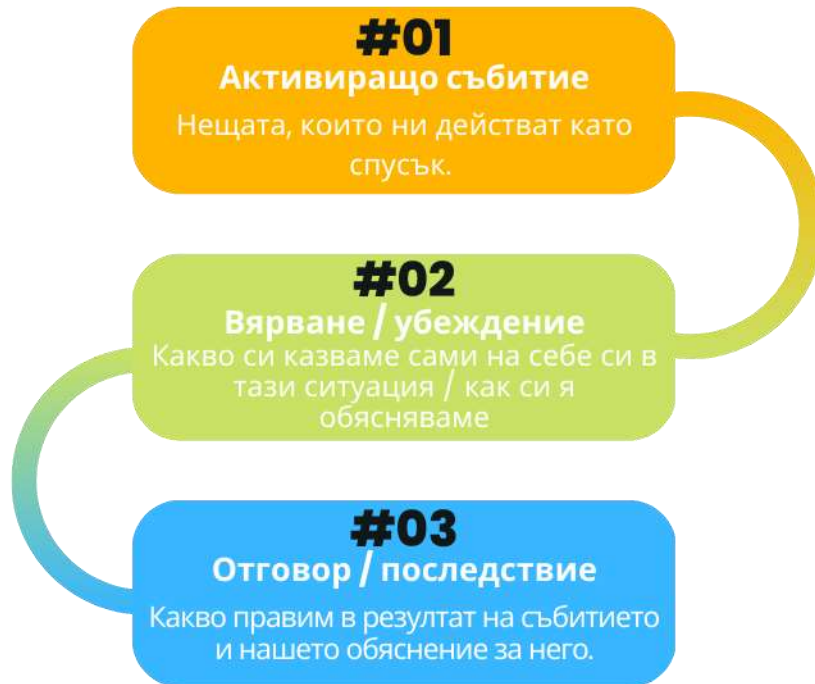 #01
Активиращо събитие
Нещата, които ни действат като
спусък.
#02
Вярване / убеждение
Какво си казваме сами на себе си в
тази ситуация / как си я
обясняваме
#03
Отговор / последствие
Какво правим в резултат на събитието
и нашето обяснение за него.